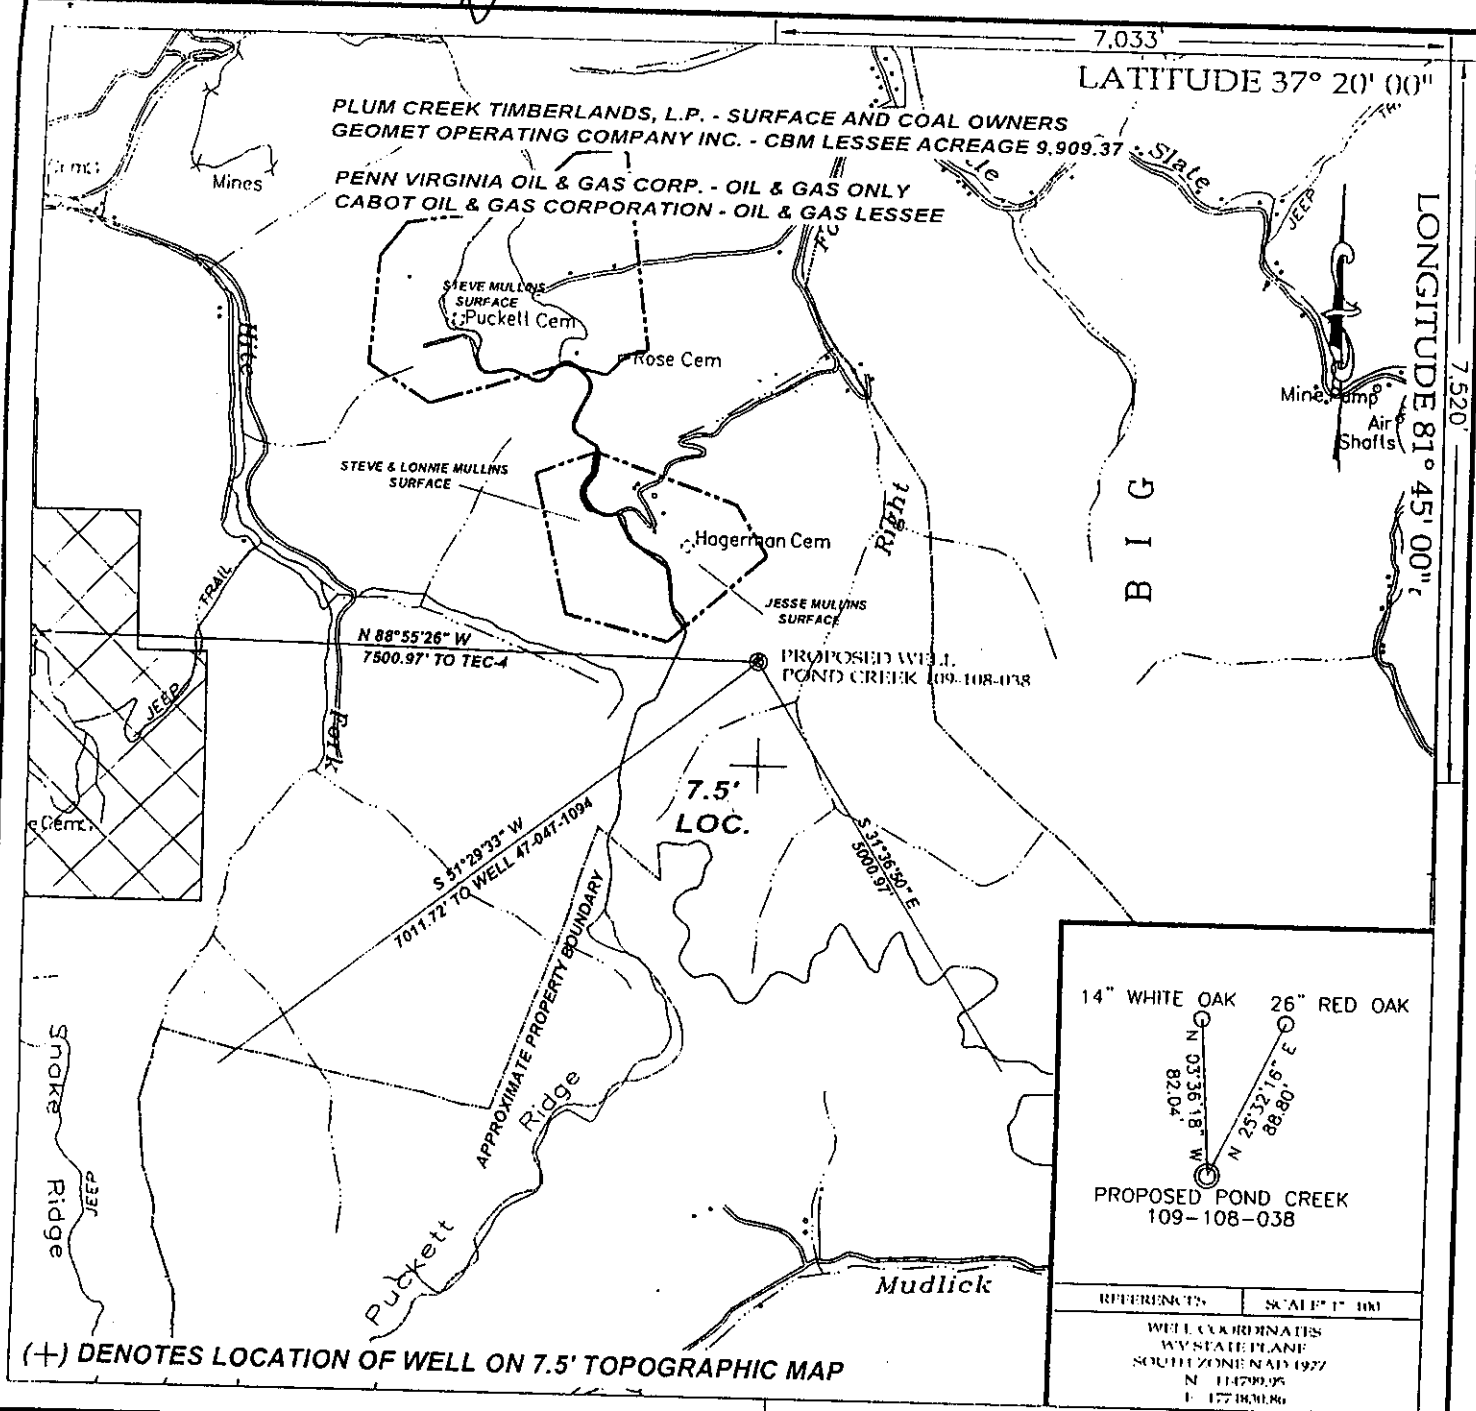 7,033'
LATITUDE 37° 20' 00"
PLUM CREEK TIMBERLANDS, L.P. - SURFACE AND COAL OWNERS
GEOMET OPERATING COMPANY INC. - CBM LESSEE ACREAGE 9,909.37
PENN VIRGINIA OIL & GAS CORP. - OIL & GAS ONLY
CABOT OIL & GAS CORPORATION - OIL & GAS LESSEE
Mines
Slate
JEEP
LONGITUDE 81° 45' 00"
7,520'
STEVE MULLINS
SURFACE
Puckett Cem
Rose Cem
Mine Pump
Air
Shafts
STEVE & LONNIE MULLINS
SURFACE
Right
BIG
Hagerman Cem
JESSE MULLINS
SURFACE
TRAIL
JEEP
N 88°55'26" W
7500.97' TO TEC-4
PROPOSED WELL
POND CREEK 109-108-038
Fork
7.5'
LOC.
S 51°29'33" W
7011.72' TO WELL 47-047-1094
S 31°36'50" E
5000.97'
APPROXIMATE PROPERTY BOUNDARY
Snake Ridge
JEEP
Puckett Ridge
Mudlick
14" WHITE OAK
26" RED OAK
N 03°36'18" W
82.04'
N 25°32'16" E
88.80'
PROPOSED POND CREEK
109-108-038
REFERENCES
SCALE 1" 100
WELL COORDINATES
WV STATE PLANE
SOUTH ZONE NAD 1927
N
E
(+) DENOTES LOCATION OF WELL ON 7.5' TOPOGRAPHIC MAP